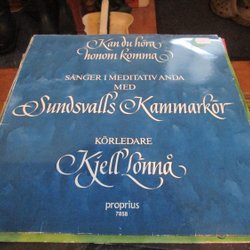 Kan du höra
honom komma
SÅNGER I MEDITATIV ANDA
MED
Sundsvalls Kammarkör
KÖRLEDARE
Kjell Lönnå
proprius
7858